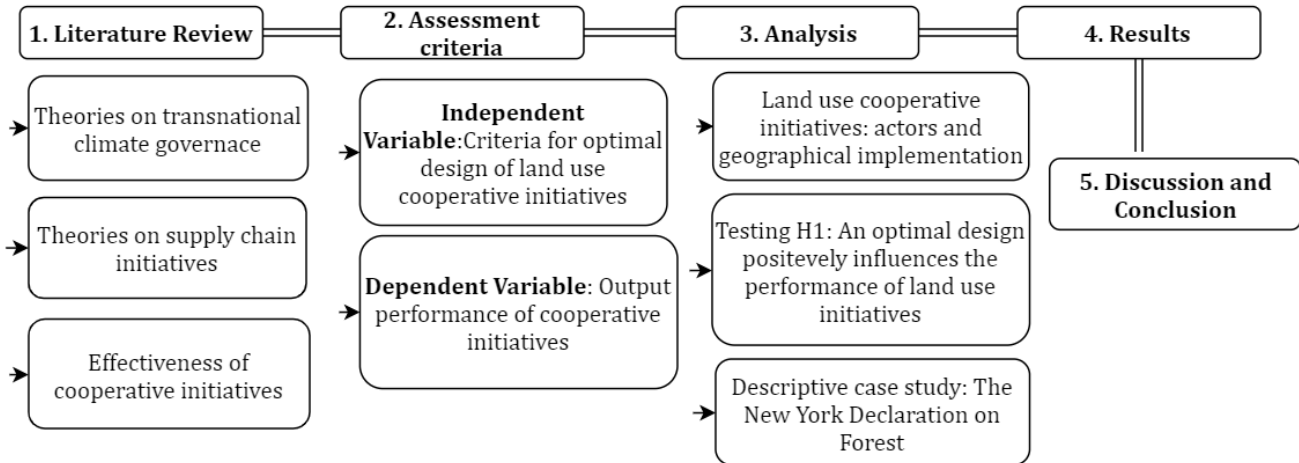 1. Literature Review
Theories on transnational
climate governace
Theories on supply chain
initiatives
Effectiveness of
cooperative initiatives
2. Assessment
criteria
Independent
Variable:Criteria for optimal
design of land use
cooperative initiatives
Dependent Variable: Output
performance of cooperative
initiatives
3. Analysis
Land use cooperative
initiatives: actors and
geographical implementation
Testing H1: An optimal design
positevely influences the
performance of land use
initiatives
Descriptive case study: The
New York Declaration on
Forest
4. Results
5. Discussion and
Conclusion